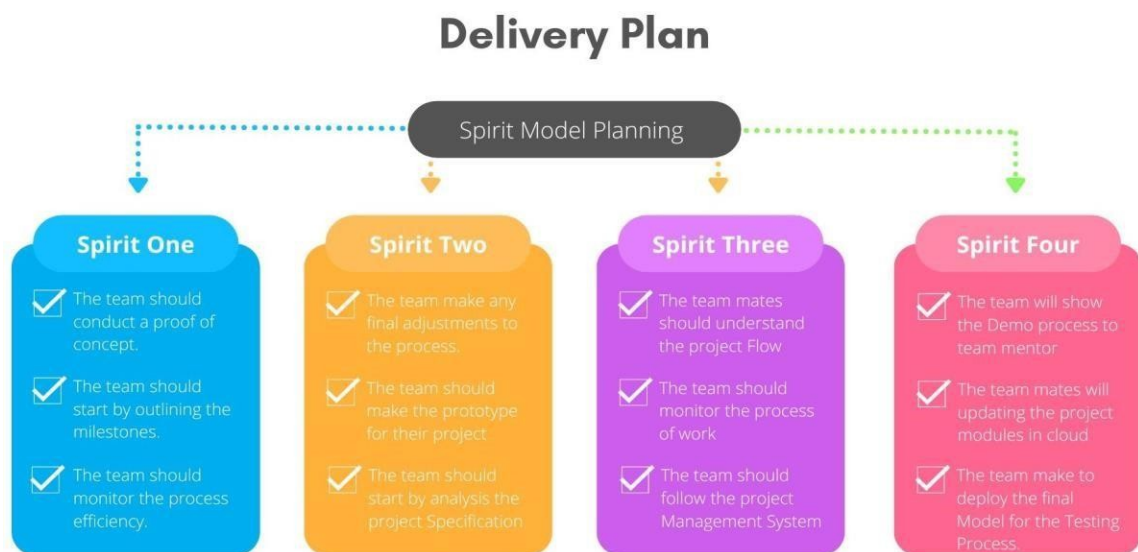 Delivery Plan
Spirit Model Planning
Spirit One
The team should
conduct a proof of
concept.
The team should
start by outlining the
milestones.
The team should
monitor the process
efficiency.
Spirit Two
The team make any
final adjustments to
the process.
The team should
make the prototype
for their project
The team should
start by analysis the
project Specification
Spirit Three
The team mates
should understand
the project Flow
The team should
monitor the process
of work
The team should
follow the project
Management System
Spirit Four
The team will show
the Demo process to
team mentor
The team mates will
updating the project
modules in cloud
The team make to
deploy the final
Model for the Testing
Process.